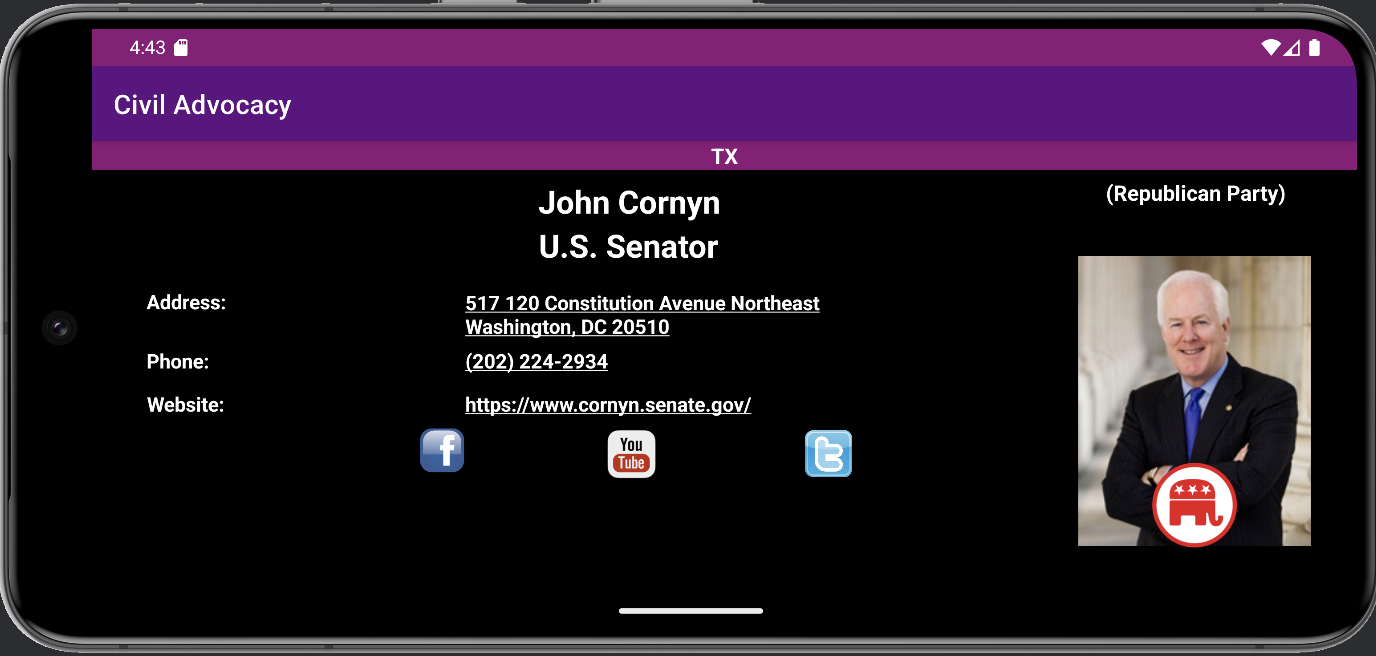 4:43
Civil Advocacy
TX
John Cornyn
U.S. Senator
(Republican Party)
Address:
517 120 Constitution Avenue Northeast
Washington, DC 20510
Phone:
(202) 224-2934
Website:
https://www.cornyn.senate.gov/
f
You
Tube
t